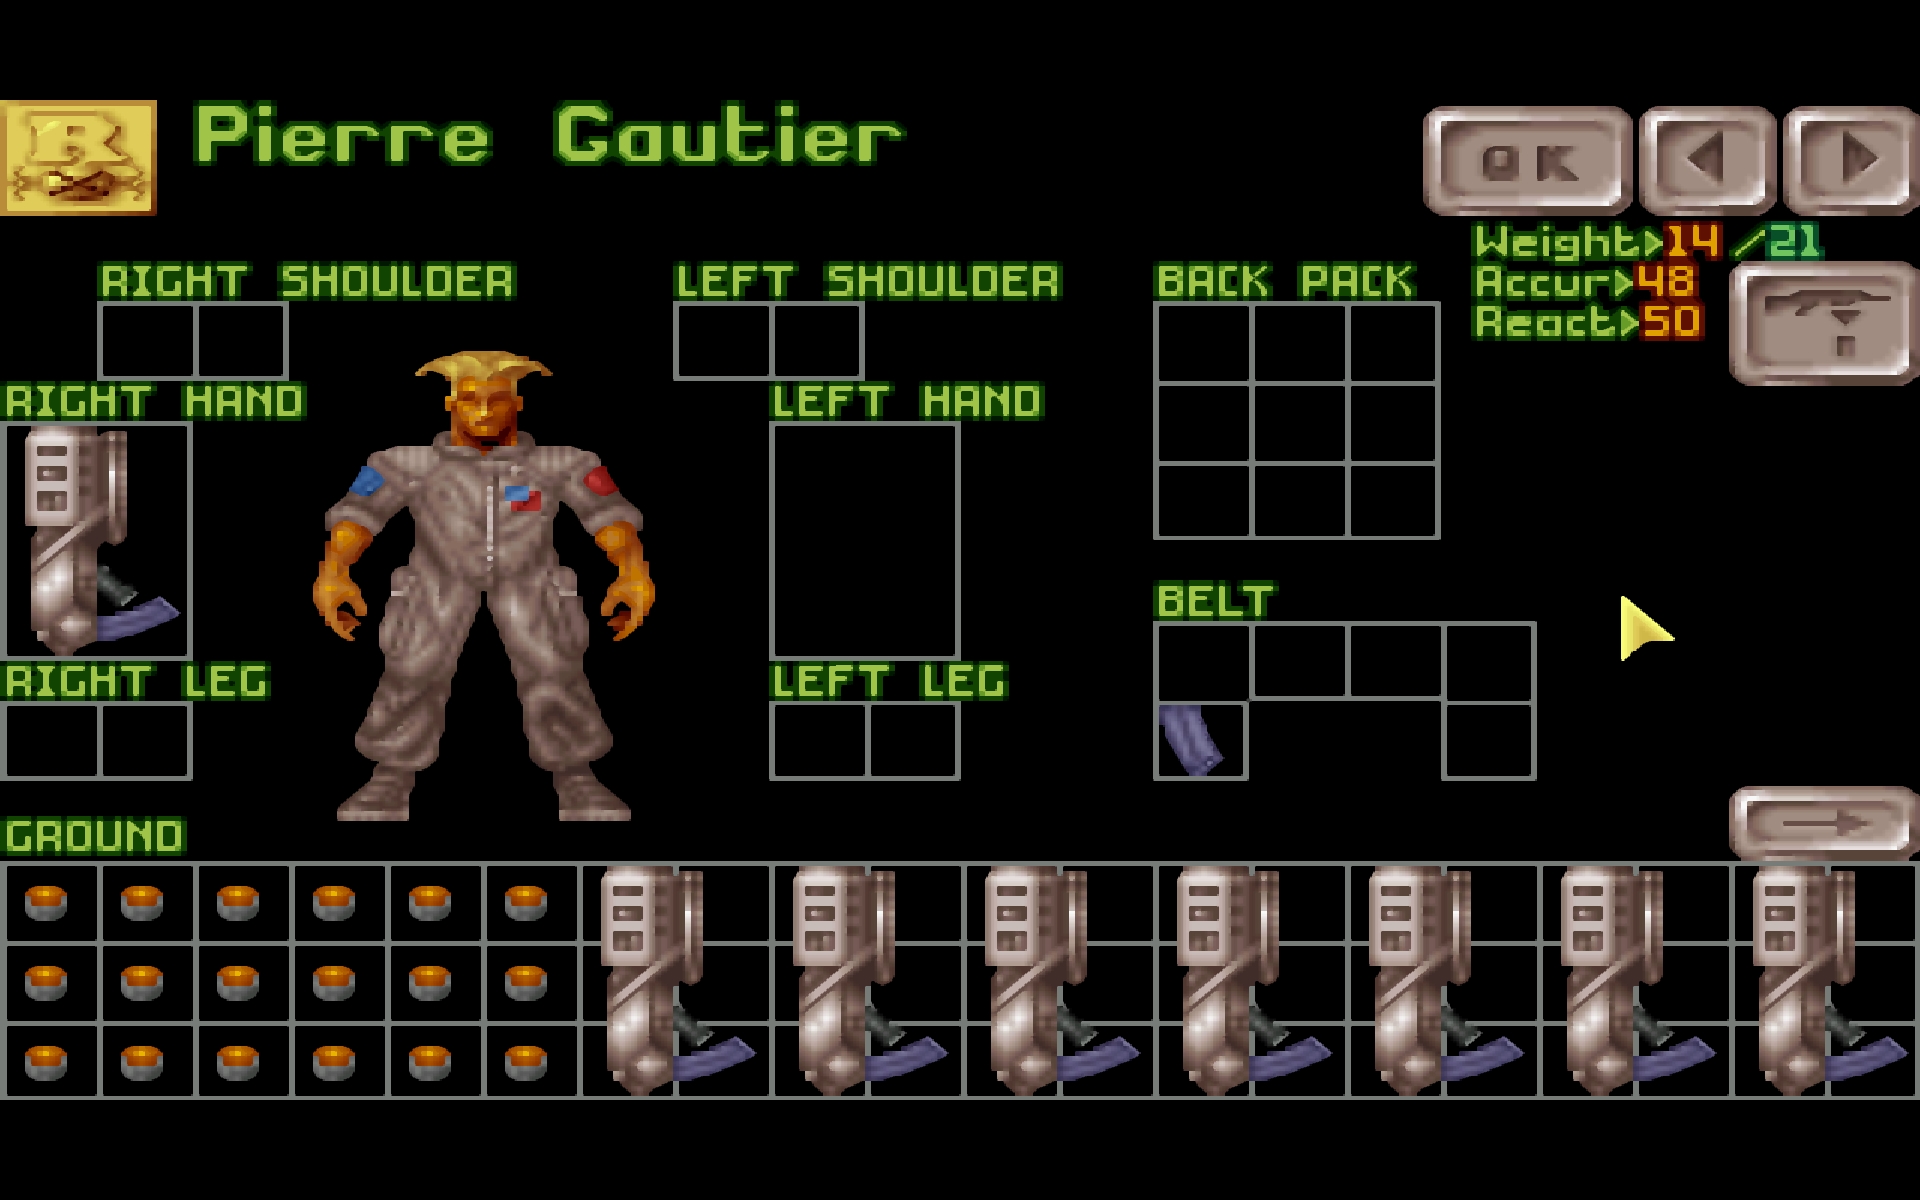 R
Pierre Gautier
OK
Weight>14 /21
Accur>48
React>50
RIGHT SHOULDER
LEFT SHOULDER
BACK PACK
RIGHT HAND
LEFT HAND
BELT
RIGHT LEG
LEFT LEG
GROUND